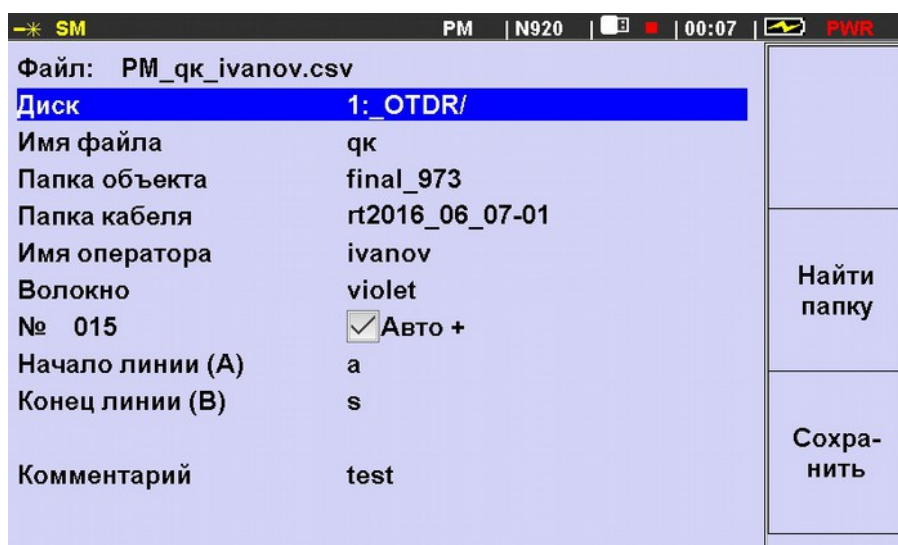 SM PM | N920 | | 00:07 | PWR
Файл: PM_qк_ivanov.csv
Диск 1:_OTDR/
Имя файла qк
Папка объекта final_973
Папка кабеля rt2016_06_07-01
Имя оператора ivanov
Волокно violet
№ 015 Авто +
Начало линии (A) a
Конец линии (B) s
Комментарий test
Найти
папку
Сохра-
нить